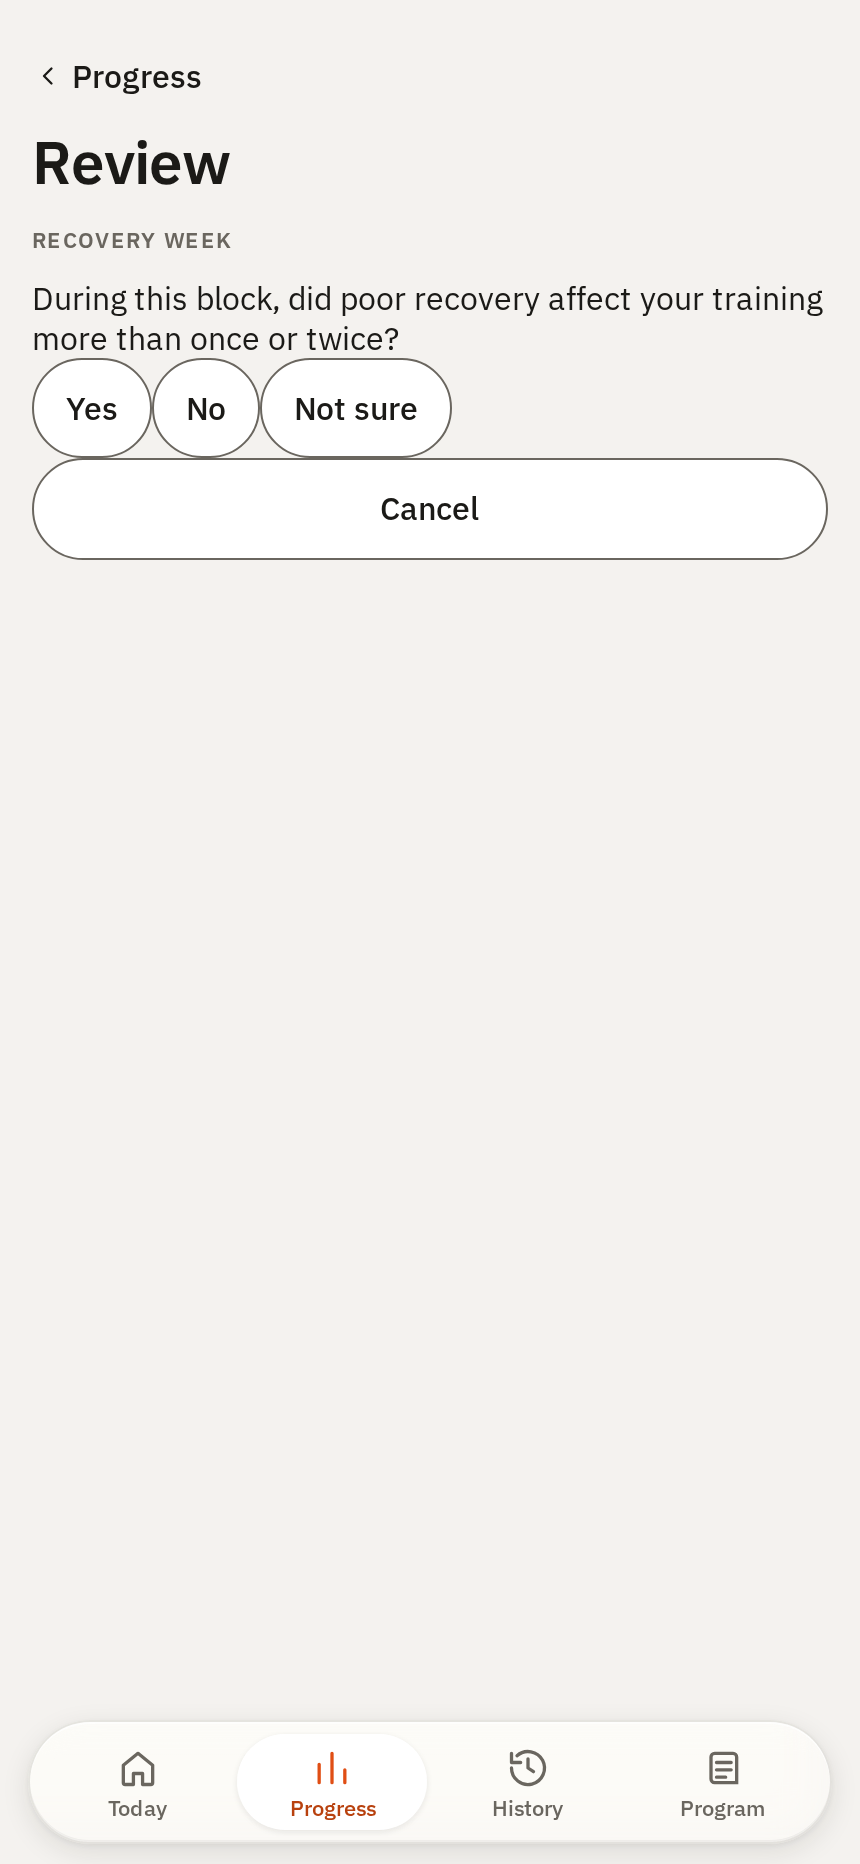 Progress
Review
RECOVERY WEEK
During this block, did poor recovery affect your training
more than once or twice?
Yes No Not sure
Cancel
Today Progress History Program